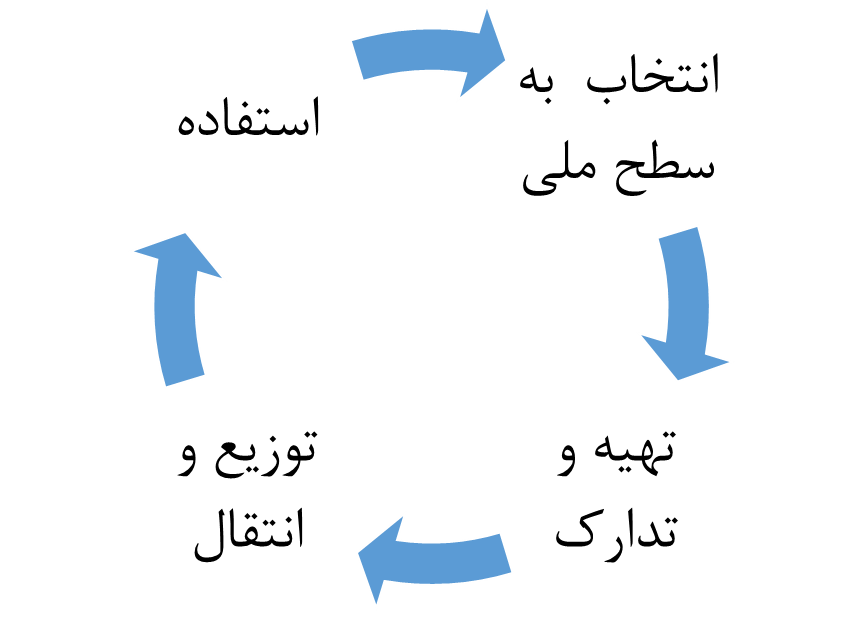 انتخاب به
سطح ملی
تهیه و
تدارک
توزیع و
انتقال
استفاده